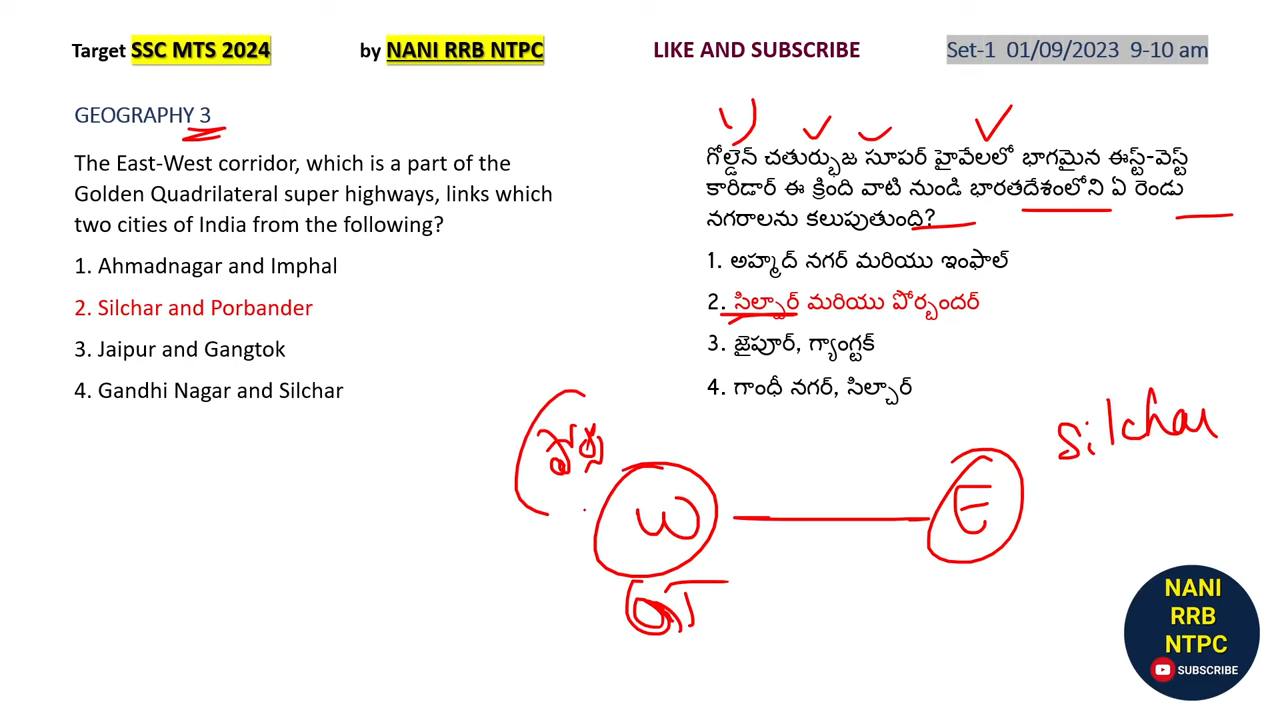 Target SSC MTS 2024 by NANI RRB NTPC LIKE AND SUBSCRIBE Set-1 01/09/2023 9-10 am
GEOGRAPHY 3
The East-West corridor, which is a part of the
Golden Quadrilateral super highways, links which
two cities of India from the following?
1. Ahmadnagar and Imphal
2. Silchar and Porbander
3. Jaipur and Gangtok
4. Gandhi Nagar and Silchar
1)
గోల్డెన్ చతుర్భుజ సూపర్ హైవేలలో భాగమైన ఈస్ట్-వెస్ట్
కారిడార్ ఈ క్రింది వాటి నుండి భారతదేశంలోని ఏ రెండు
నగరాలను కలుపుతుంది?
1. అహ్మద్ నగర్ మరియు ఇంఫాల్
2. సిల్చార్ మరియు పోర్బందర్
3. జైపూర్, గ్యాంగ్టక్
4. గాంధీ నగర్, సిల్చార్
Silchar
W E
NANI
RRB
NTPC
SUBSCRIBE